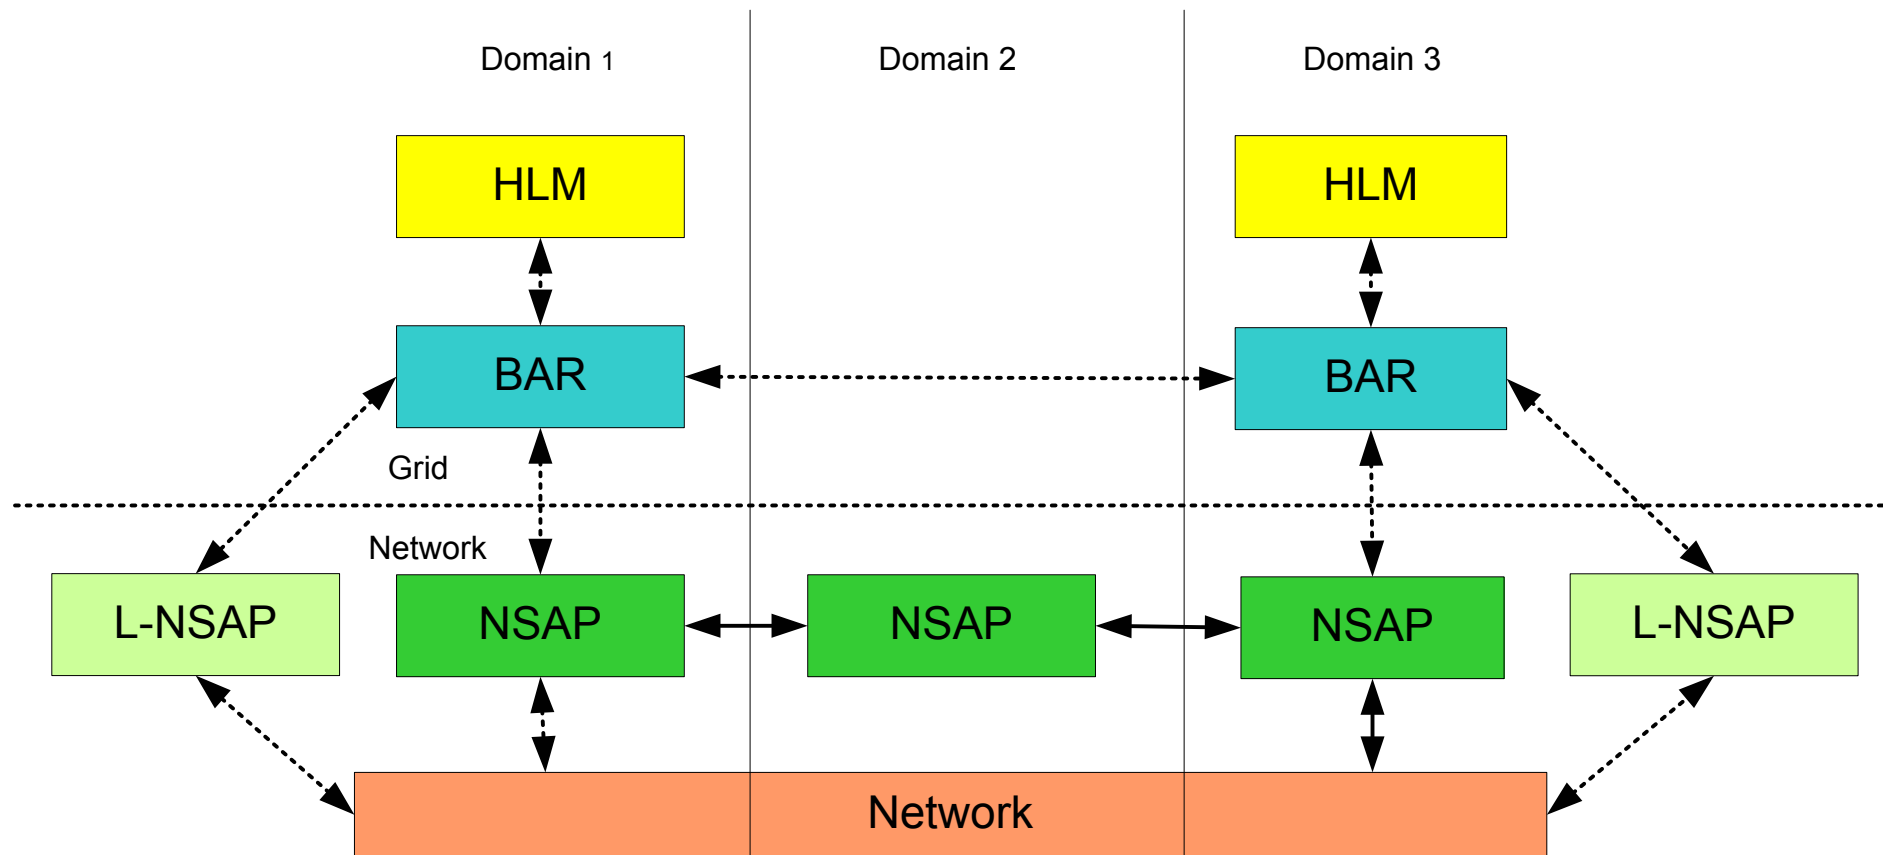 Domain 1
Domain 2
Domain 3
HLM
HLM
BAR
BAR
Grid
Network
L-NSAP
NSAP
NSAP
NSAP
L-NSAP
Network